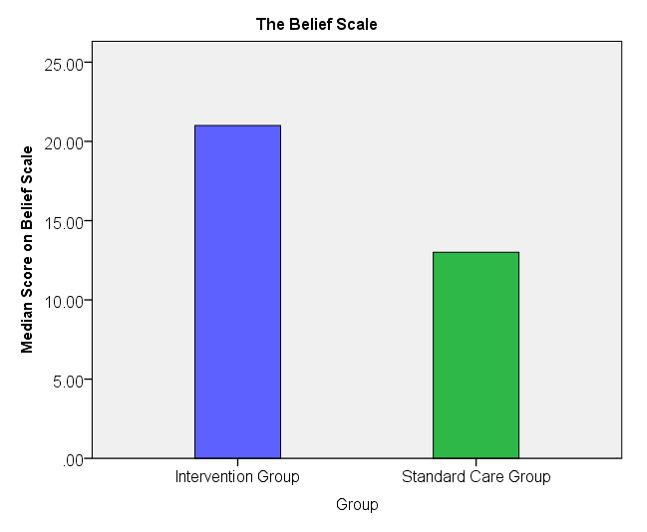 The Belief Scale
Median Score on Belief Scale
25.00
20.00
15.00
10.00
5.00
.00
Intervention Group
Standard Care Group
Group